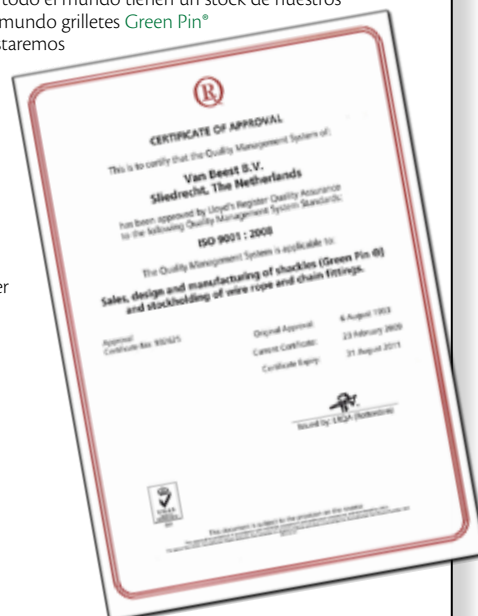 todo el mundo tienen un stock de nuestros
mundo grilletes Green Pin®
staremos
er
R
CERTIFICATE OF APPROVAL
This is to certify that the Quality Management System of:
Van Beest B.V.
Sliedrecht, The Netherlands
has been approved by Lloyd's Register Quality Assurance
to the following Quality Management System Standards:
ISO 9001 : 2008
The Quality Management System is applicable to:
Sales, design and manufacturing of shackles (Green Pin ®)
and stockholding of wire rope and chain fittings.
Approval
Certificate No: 
Original Approval: 6 August 1993
Current Certificate: 23 February 2009
Certificate Expiry: 31 August 2011
Issued by: LRQA (Rotterdam)
UKAS
This document is subject to the provision on the reverse